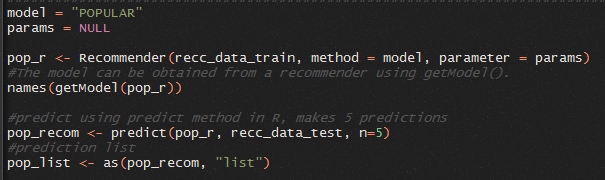 model = "POPULAR"
params = NULL
pop_r <- Recommender(recc_data_train, method = model, parameter = params)
#The model can be obtained from a recommender using getModel().
names(getModel(pop_r))
#predict using predict method in R, makes 5 predictions
pop_recom <- predict(pop_r, recc_data_test, n=5)
#prediction list
pop_list <- as(pop_recom, "list")